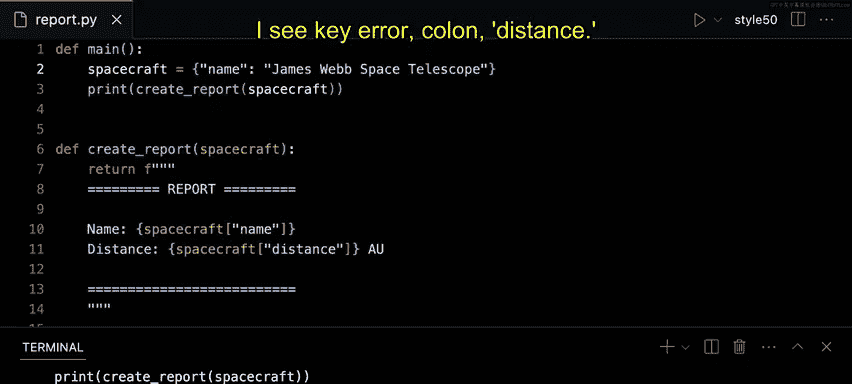 report.py
style50
I see key error, colon, 'distance.'
1 def main():
2 spacecraft = {"name": "James Webb Space Telescope"}
3 print(create_report(spacecraft))
4
5
6 def create_report(spacecraft):
7 return f"""
8 ========= REPORT =========
9
10 Name: {spacecraft["name"]}
11 Distance: {spacecraft["distance"]} AU
12
13 ==========================
14 """
TERMINAL
print(create_report(spacecraft))